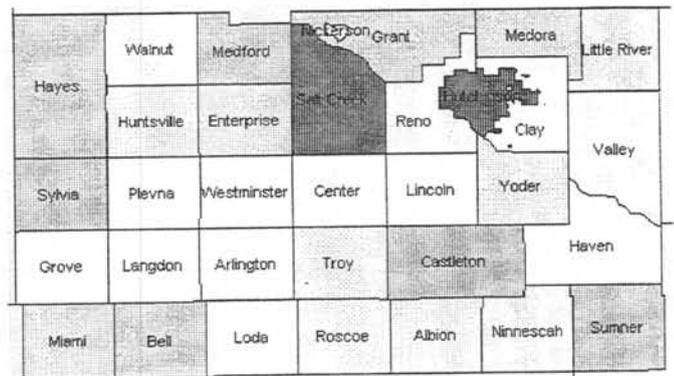 Nickerson
Grant
Walnut
Medford
Medora
Little River
Hayes
Salt Creek
Huntsville
Enterprise
Reno
Clay
Valley
Sylvia
Plevna
Westminster
Center
Lincoln
Yoder
Haven
Grove
Langdon
Arlington
Troy
Castleton
Miami
Bell
Loda
Roscoe
Albion
Ninnescah
Sumner